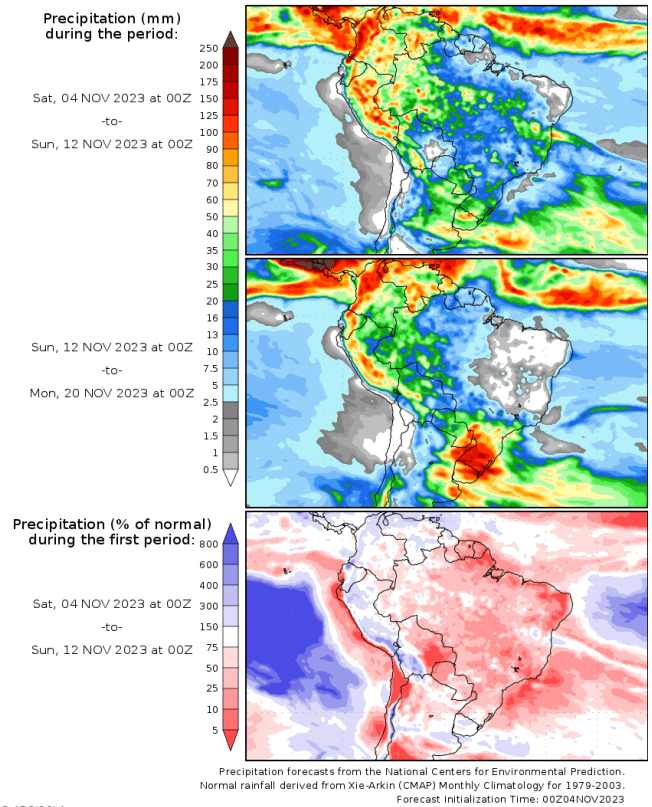 Precipitation (mm)
during the period:
250
200
175
150
125
100
90
80
70
60
50
40
35
30
25
20
16
13
10
7.5
5
2.5
2
1.5
1
0.5
Sat, 04 NOV 2023 at 00Z
-to-
Sun, 12 NOV 2023 at 00Z
Sun, 12 NOV 2023 at 00Z
-to-
Mon, 20 NOV 2023 at 00Z
Precipitation (% of normal)
during the first period:
800
600
400
300
150
75
50
25
10
5
Sat, 04 NOV 2023 at 00Z
-to-
Sun, 12 NOV 2023 at 00Z
Precipitation forecasts from the National Centers for Environmental Prediction.
Normal rainfall derived from Xie-Arkin (CMAP) Monthly Climatology for 1979-2003.
Forecast Initialization Time: 00Z04NOV2023